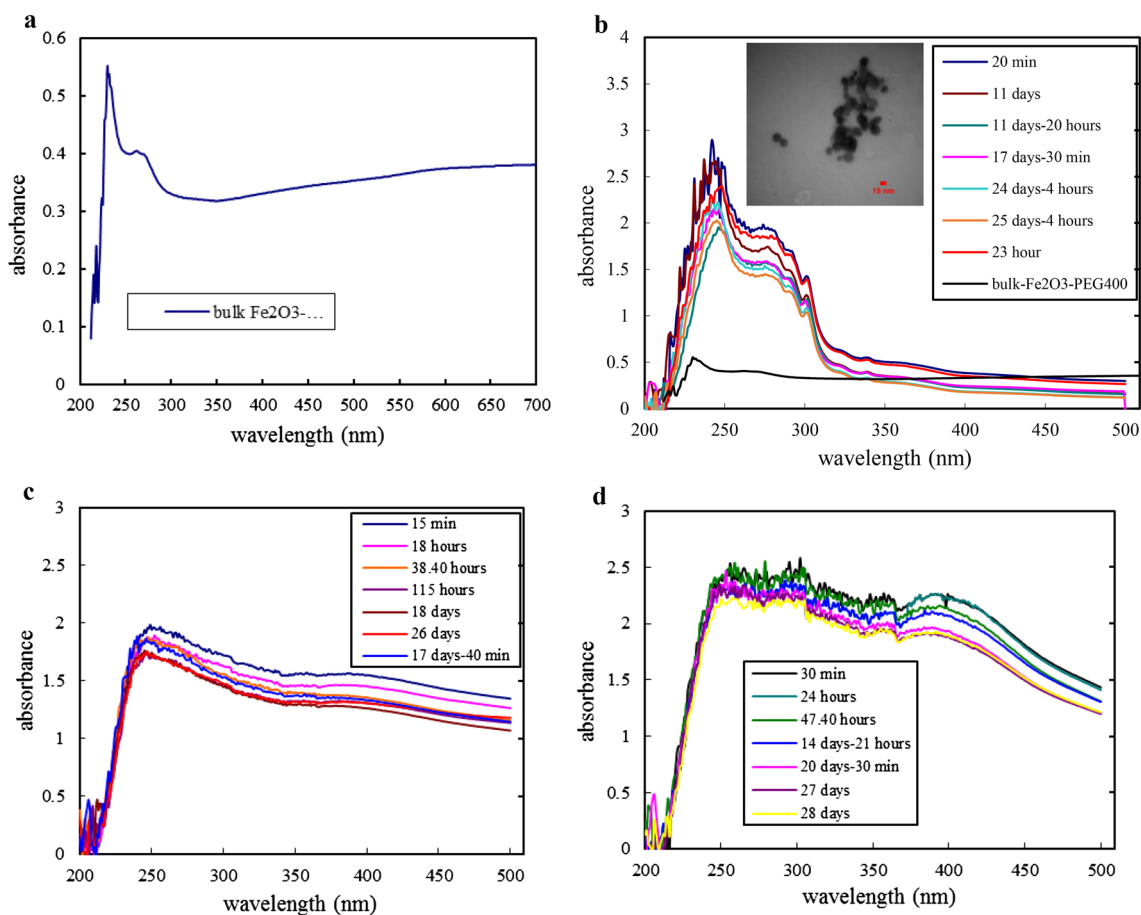 a
0.6
0.5
0.4
0.3
0.2
0.1
0
absorbance
bulk Fe2O3-…
200 250 300 350 400 450 500 550 600 650 700
wavelength (nm)
b
4
3.5
3
2.5
2
1.5
1
0.5
0
absorbance
15 nm
20 min
11 days
11 days-20 hours
17 days-30 min
24 days-4 hours
25 days-4 hours
23 hour
bulk-Fe2O3-PEG400
200 250 300 350 400 450 500
wavelength (nm)
c
3
2.5
2
1.5
1
0.5
0
absorbance
15 min
18 hours
38.40 hours
115 hours
18 days
26 days
17 days-40 min
200 250 300 350 400 450 500
wavelength (nm)
d
3
2.5
2
1.5
1
0.5
0
absorbance
30 min
24 hours
47.40 hours
14 days-21 hours
20 days-30 min
27 days
28 days
200 250 300 350 400 450 500
wavelength (nm)